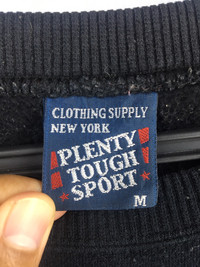 CLOTHING SUPPLY
NEW YORK
PLENTY
TOUGH
SPORT
M